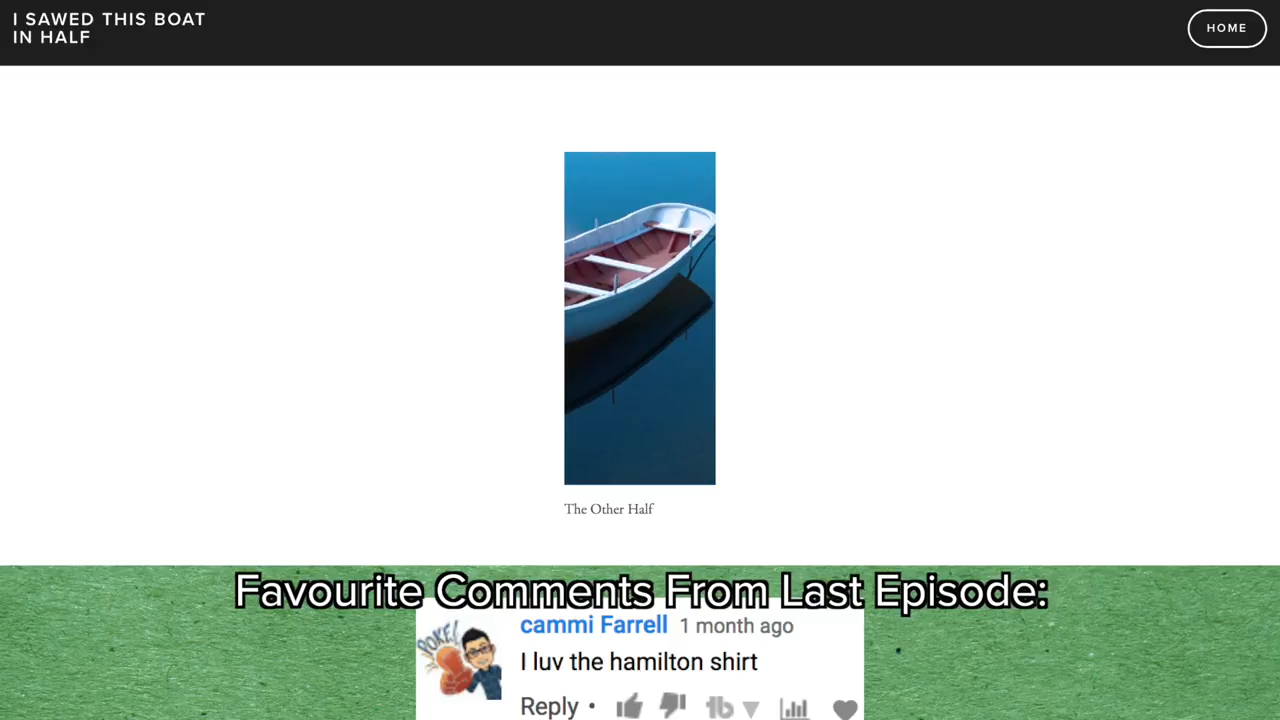 I SAWED THIS BOAT
IN HALF
HOME
The Other Half
Favourite Comments From Last Episode:
POKE!
cammi Farrell 1 month ago
I luv the hamilton shirt
Reply •